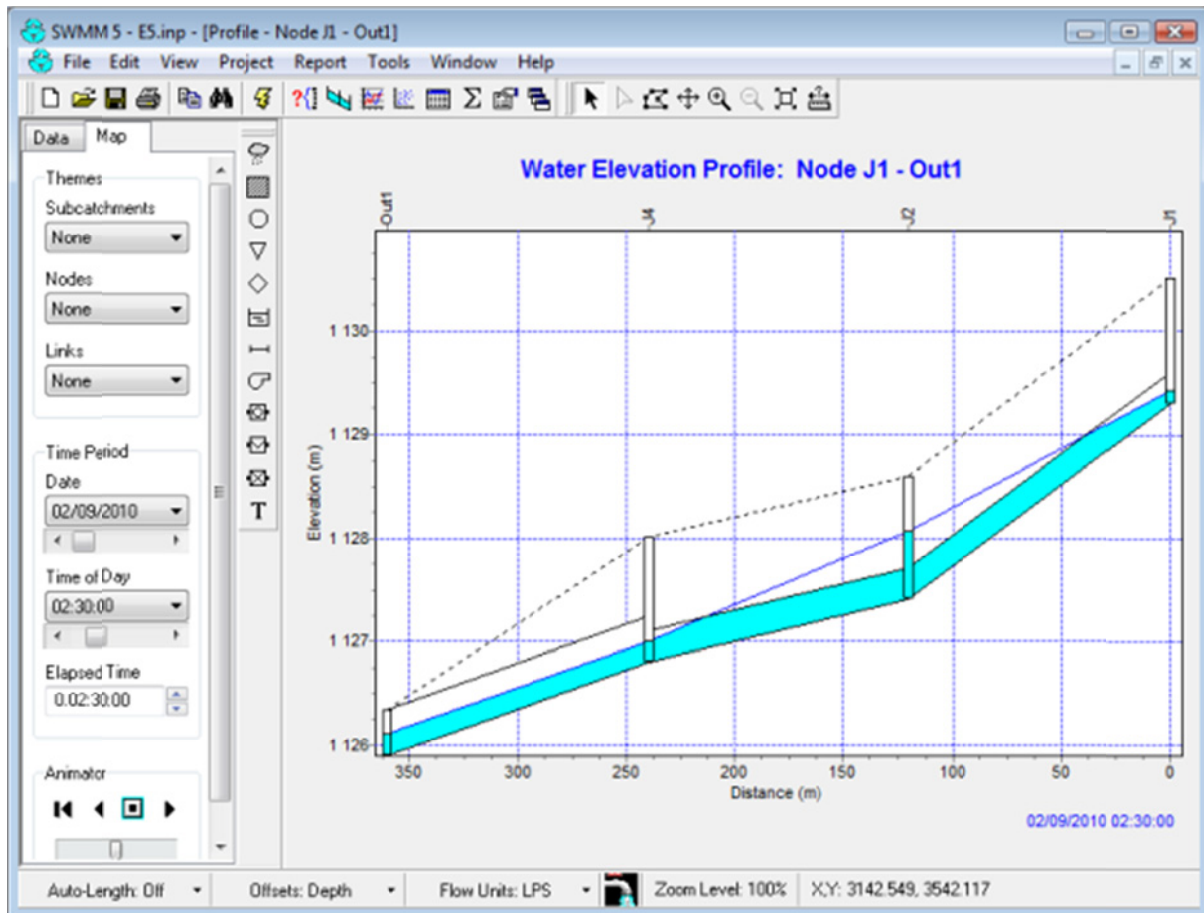 SWMM 5 - E5.inp - [Profile - Node J1 - Out1]
File Edit View Project Report Tools Window Help
Data Map
Themes
Subcatchments
None
Nodes
None
Links
None
Time Period
Date
02/09/2010
Time of Day
02:30:00
Elapsed Time
0.02:30:00
Animator
T
Water Elevation Profile: Node J1 - Out1
Out1 J4 J2 J1
Elevation (m)
1 130
1 129
1 128
1 127
1 126
350 300 250 200 150 100 50 0
Distance (m)
02/09/2010 02:30:00
Auto-Length: Off Offsets: Depth Flow Units: LPS Zoom Level: 100% X,Y: 3142.549, 3542.117